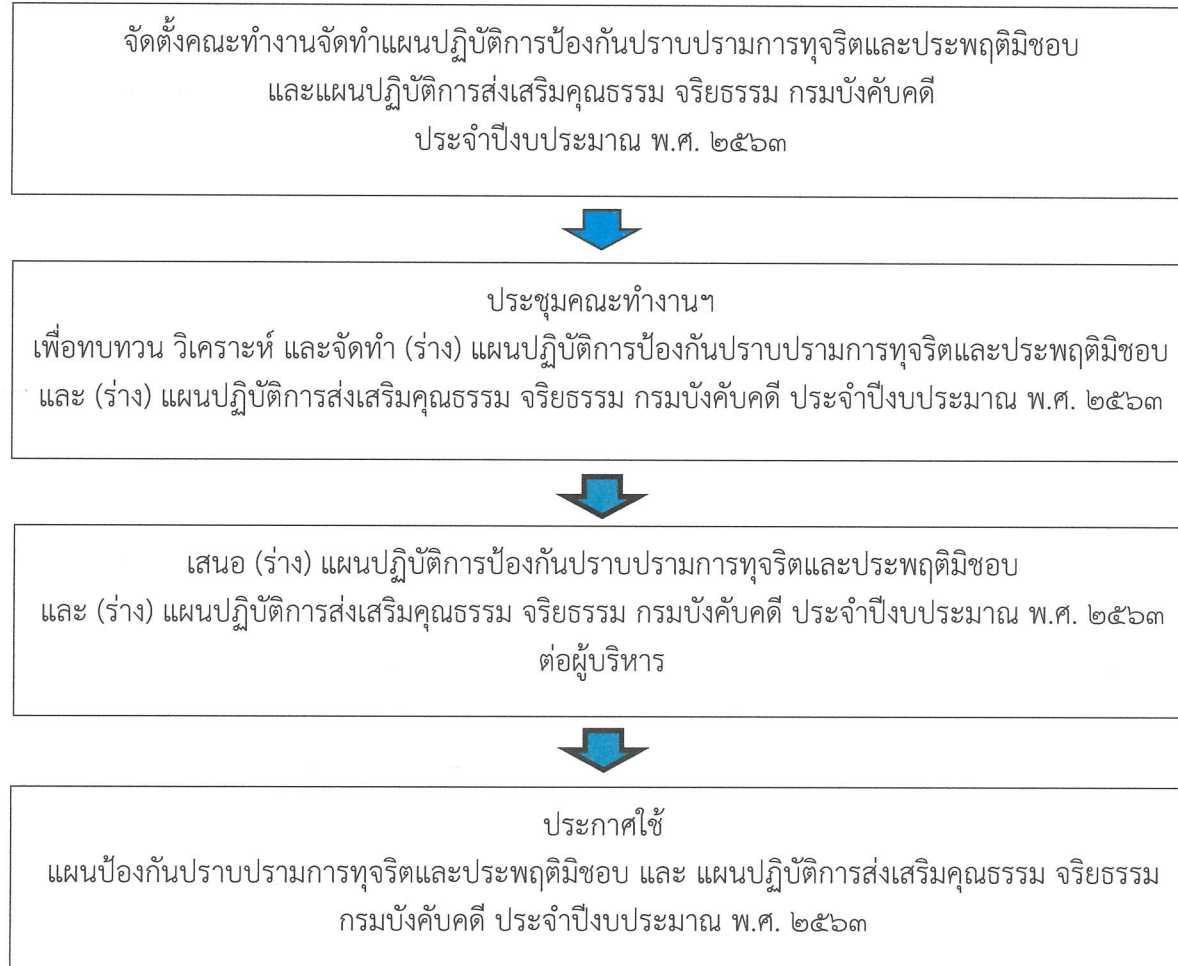 จัดตั้งคณะทำงานจัดทำแผนปฏิบัติการป้องกันปราบปรามการทุจริตและประพฤติมิชอบ
และแผนปฏิบัติการส่งเสริมคุณธรรม จริยธรรม กรมบังคับคดี
ประจำปีงบประมาณ พ.ศ. ๒๕๖๓
ประชุมคณะทำงานฯ
เพื่อทบทวน วิเคราะห์ และจัดทำ (ร่าง) แผนปฏิบัติการป้องกันปราบปรามการทุจริตและประพฤติมิชอบ
และ (ร่าง) แผนปฏิบัติการส่งเสริมคุณธรรม จริยธรรม กรมบังคับคดี ประจำปีงบประมาณ พ.ศ. ๒๕๖๓
เสนอ (ร่าง) แผนปฏิบัติการป้องกันปราบปรามการทุจริตและประพฤติมิชอบ
และ (ร่าง) แผนปฏิบัติการส่งเสริมคุณธรรม จริยธรรม กรมบังคับคดี ประจำปีงบประมาณ พ.ศ. ๒๕๖๓
ต่อผู้บริหาร
ประกาศใช้
แผนป้องกันปราบปรามการทุจริตและประพฤติมิชอบ และ แผนปฏิบัติการส่งเสริมคุณธรรม จริยธรรม
กรมบังคับคดี ประจำปีงบประมาณ พ.ศ. ๒๕๖๓